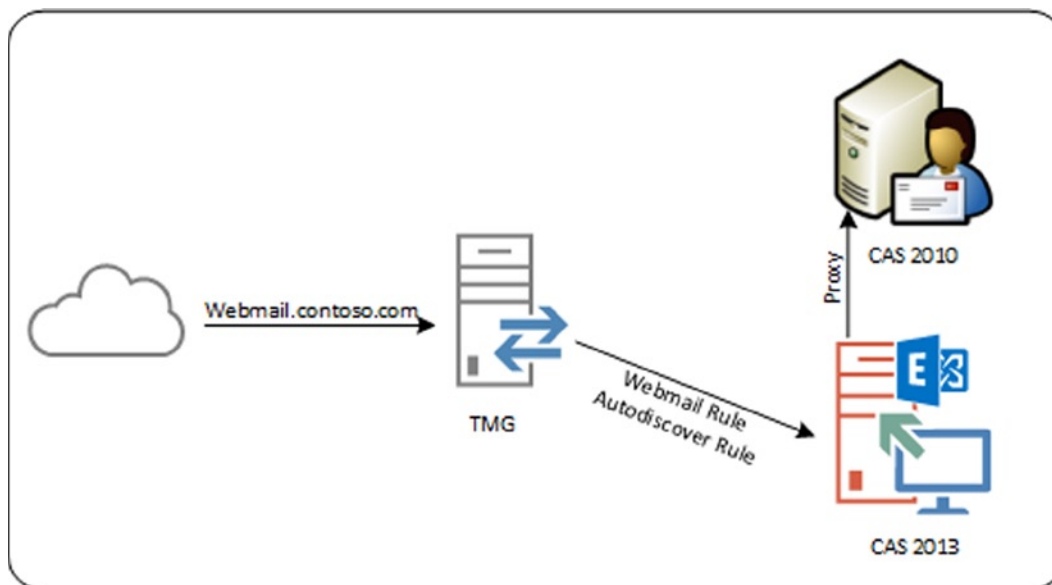 Webmail.contoso.com
TMG
Webmail Rule
Autodiscover Rule
Proxy
CAS 2010
E
CAS 2013